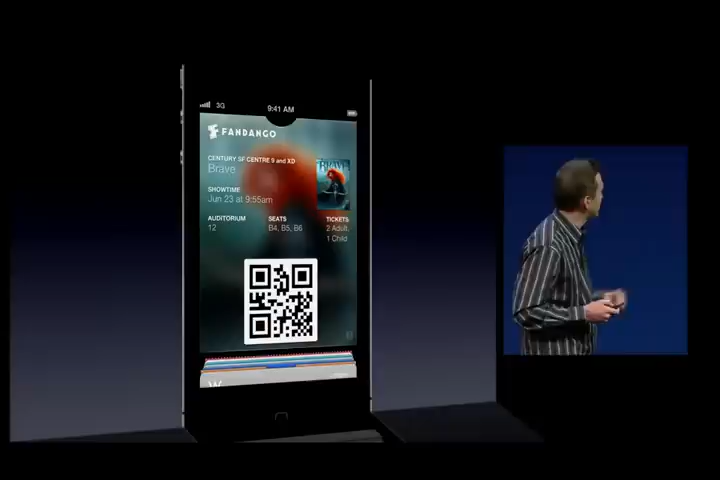 3G 9:41 AM
FANDANGO
CENTURY SF CENTRE 9 and XD
Brave
BRAVE
SHOWTIME
Jun 23 at 9:55am
AUDITORIUM SEATS TICKETS
12 B4, B5, B6 2 Adult,
1 Child
W